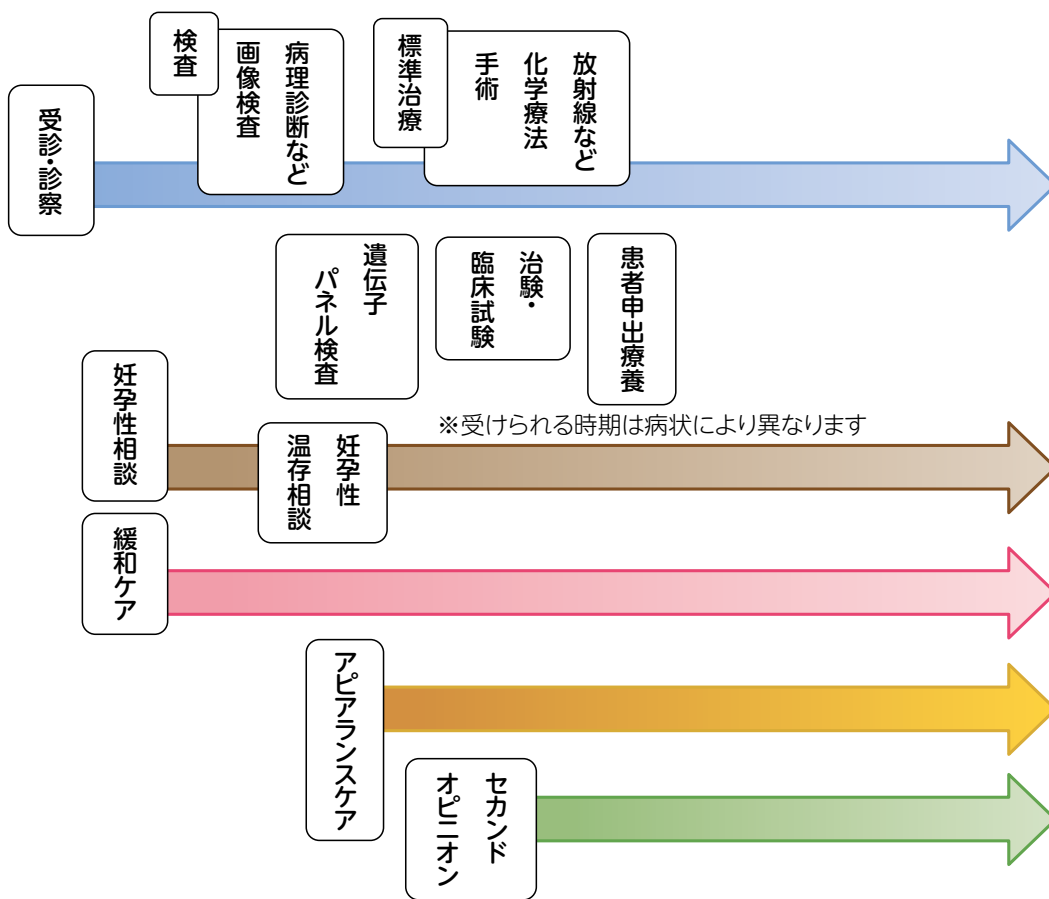 受診・診察
検査
病理診断など
画像検査
標準治療
放射線など
化学療法
手術
遺伝子
パネル検査
治験・
臨床試験
患者申出療養
※受けられる時期は病状により異なります
妊孕性相談
妊孕性
温存相談
緩和ケア
アピアランスケア
セカンド
オピニオン